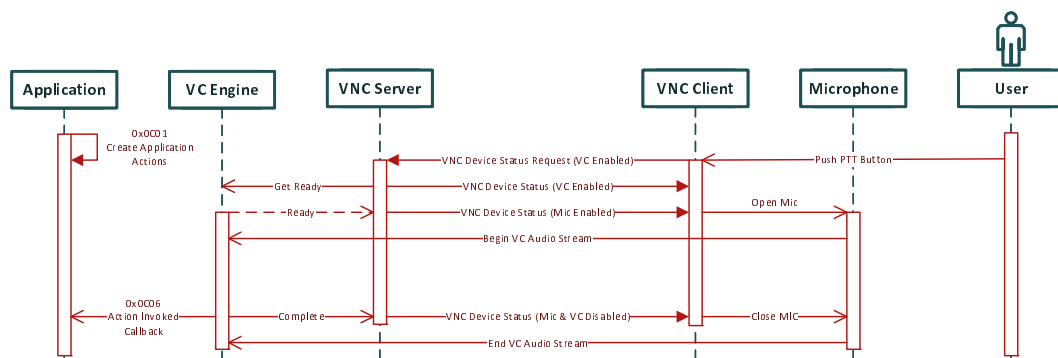 Application
VC Engine
VNC Server
VNC Client
Microphone
User
0x0C01
Create Application
Actions
VNC Device Status Request (VC Enabled)
Push PTT Button
Get Ready
VNC Device Status (VC Enabled)
Ready
VNC Device Status (Mic Enabled)
Open Mic
Begin VC Audio Stream
0x0C06
Action Invoked
Callback
Complete
VNC Device Status (Mic & VC Disabled)
Close MIC
End VC Audio Stream